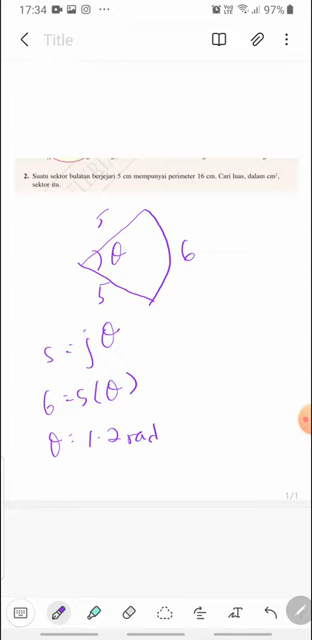 17:34 97%
Title
2. Suatu sektor bulatan berjejari 5 cm mempunyai perimeter 16 cm. Cari luas, dalam cm²,
sektor itu.
5
θ
6
5
s = jθ
6 = 5(θ)
θ = 1.2 rad
1/1